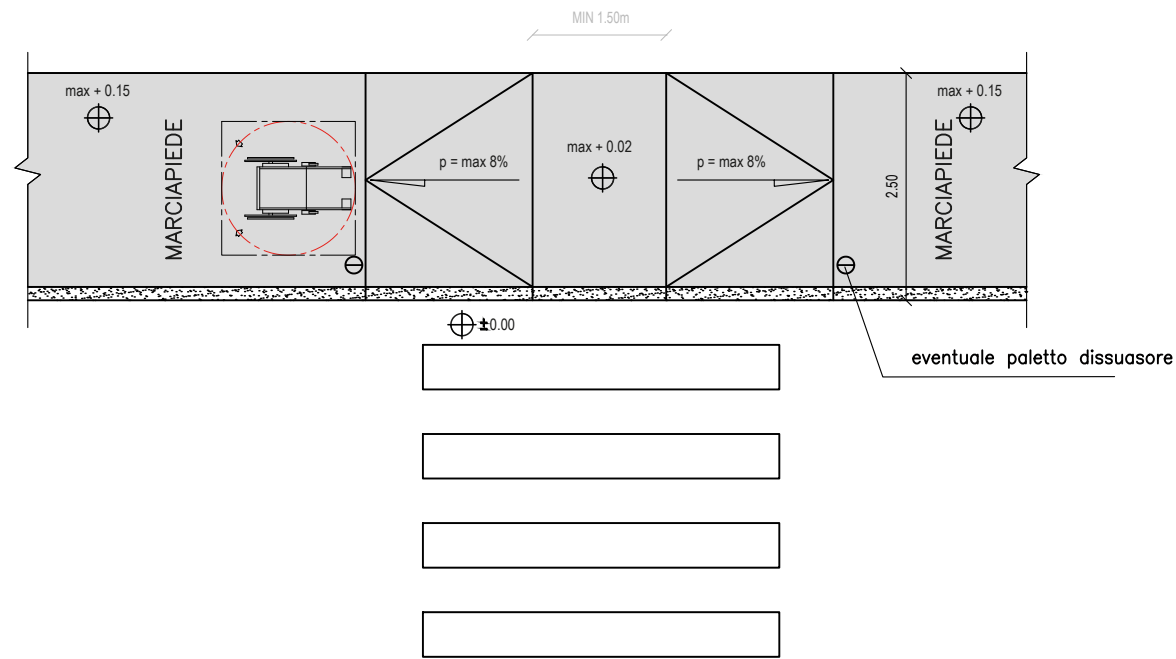 MIN 1.50m
max + 0.15
MARCIAPIEDE
p = max 8%
max + 0.02
p = max 8%
2.50
MARCIAPIEDE
max + 0.15
±0.00
eventuale paletto dissuasore